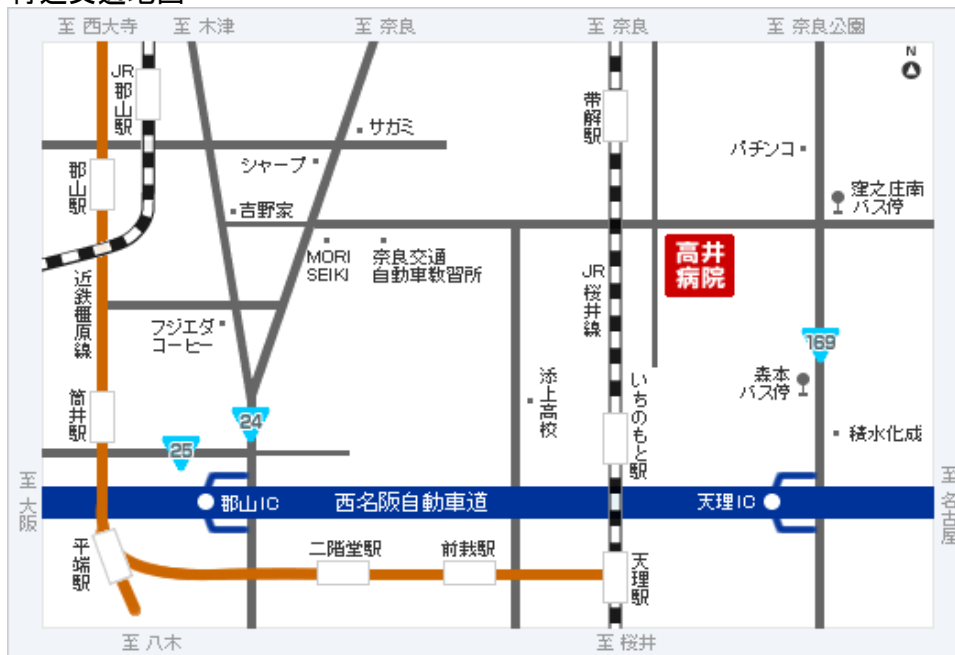 至 西大寺
至 木津
至 奈良
至 奈良
至 奈良公園
N
JR郡山駅
帯解駅
サガミ
シャープ
パチンコ
郡山駅
窪之庄南
バス停
吉野家
MORI
SEIKI
奈良交通
自動車教習所
高井
病院
JR桜井線
近鉄橿原線
フジエダ
コーヒー
169
森本
バス停
筒井駅
添上高校
いちのもと駅
24
25
積水化成
至 大阪
郡山IC
西名阪自動車道
天理IC
至 名古屋
平端駅
二階堂駅
前栽駅
天理駅
至 八木
至 桜井